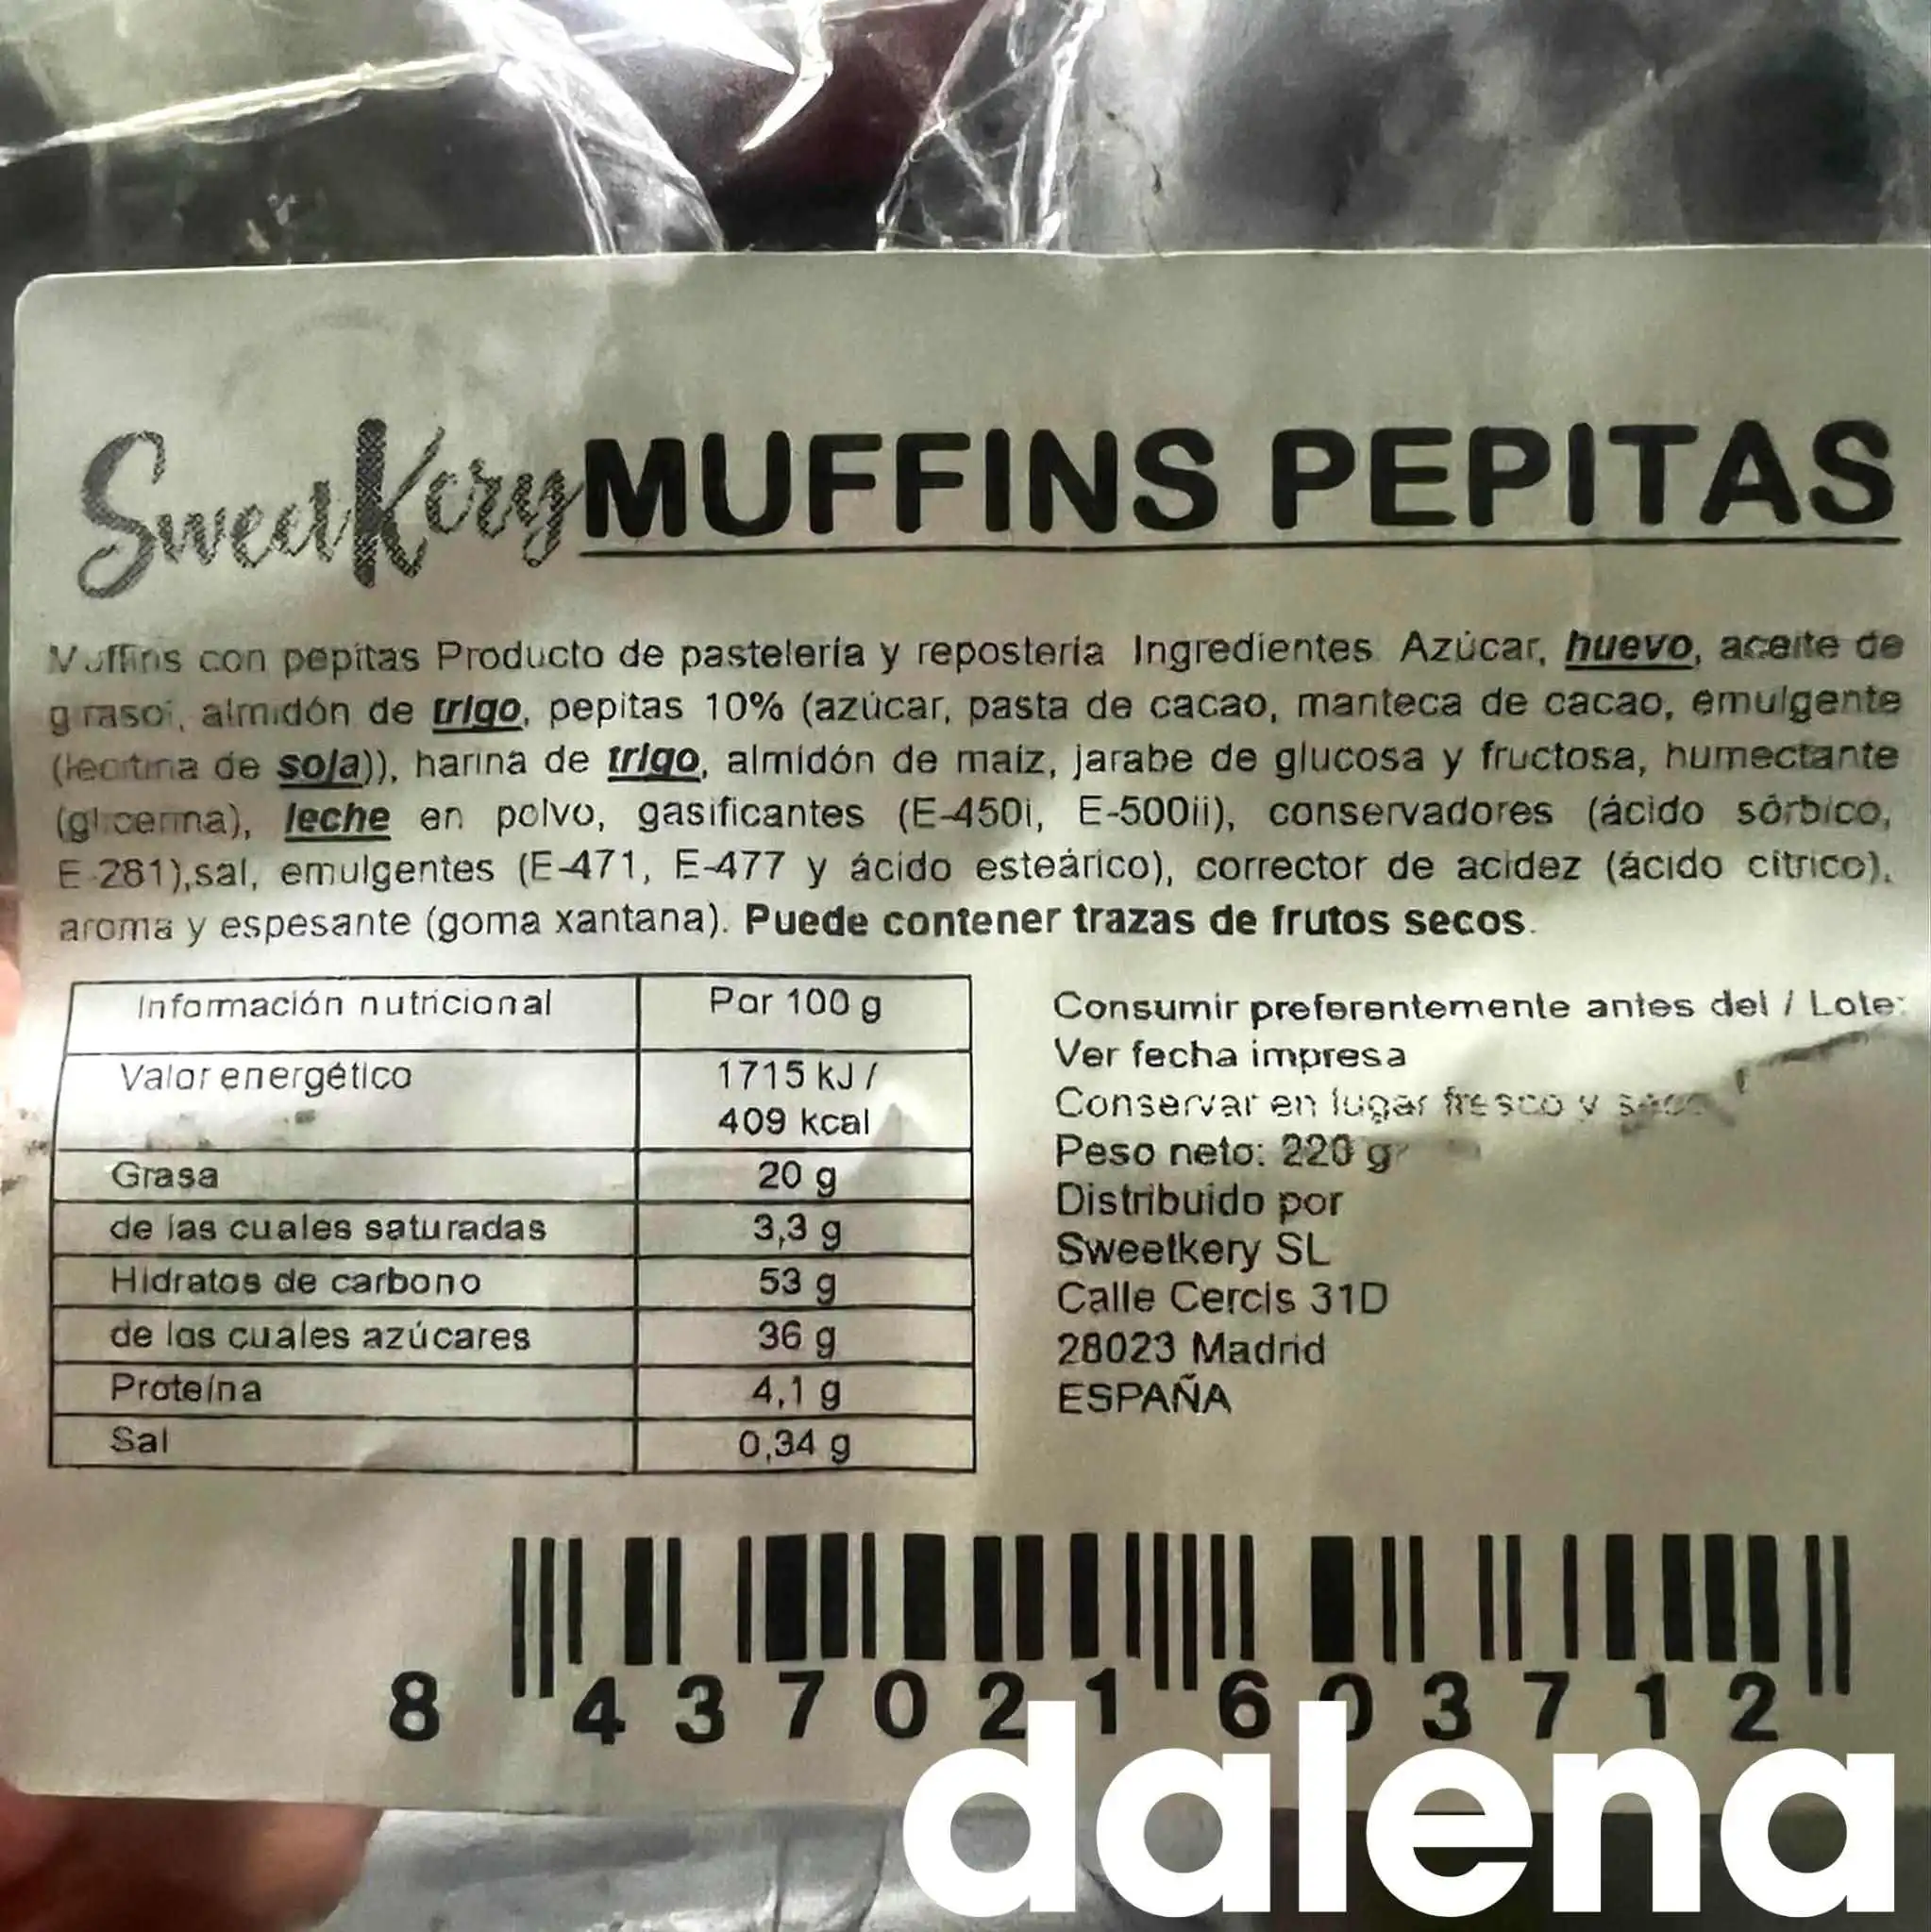 SweetKery MUFFINS PEPITAS
Muffins con pepitas Producto de pastelería y repostería Ingredientes Azúcar, huevo, aceite de
girasol, almidón de trigo, pepitas 10% (azúcar, pasta de cacao, manteca de cacao, emulgente
(lecitina de soja)), harina de trigo, almidón de maíz, jarabe de glucosa y fructosa, humectante
(glicerina), leche en polvo, gasificantes (E-450i, E-500ii), conservadores (ácido sórbico,
E-281),sal, emulgentes (E-471, E-477 y ácido esteárico), corrector de acidez (ácido cítrico),
aroma y espesante (goma xantana). Puede contener trazas de frutos secos.
Información nutricional Por 100 g
Valor energético 1715 kJ /
409 kcal
Grasa 20 g
de las cuales saturadas 3,3 g
Hidratos de carbono 53 g
de los cuales azúcares 36 g
Proteína 4,1 g
Sal 0,34 g
Consumir preferentemente antes del / Lote:
Ver fecha impresa
Conservar en lugar fresco y seco
Peso neto: 220 g
Distribuido por
Sweetkery SL
Calle Cercis 31D
28023 Madrid
ESPAÑA
8 437021 603712
dalena